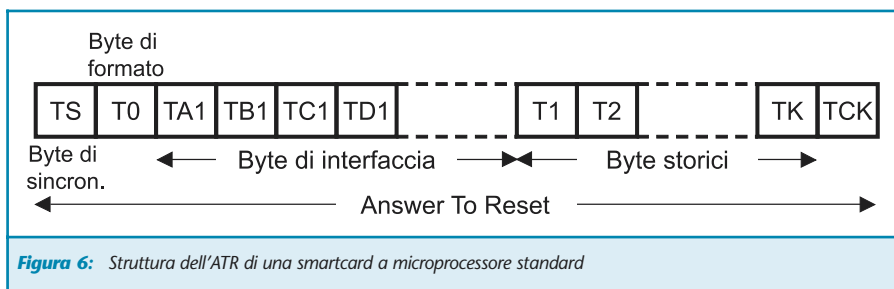 Byte di
formato
TS T0 TA1 TB1 TC1 TD1 T1 T2 TK TCK
Byte di
sincron.
Byte di interfaccia
Byte storici
Answer To Reset
Figura 6: Struttura dell'ATR di una smartcard a microprocessore standard